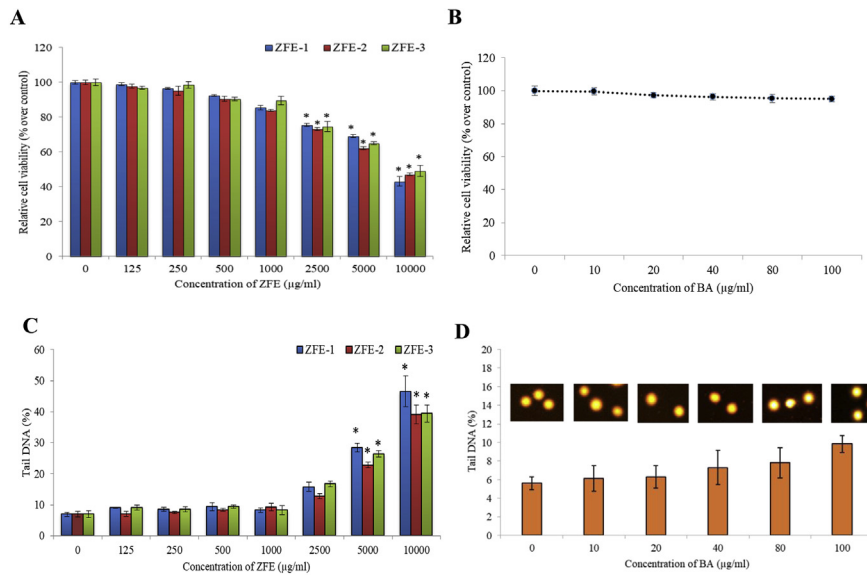 A
ZFE-1 ZFE-2 ZFE-3
Relative cell viability (% over control)
120
100
80
60
40
20
0
* * * * * * * * *
0 125 250 500 1000 2500 5000 10000
Concentration of ZFE (µg/ml)
B
Relative cell viability (% over control)
120
100
80
60
40
20
0
0 10 20 40 80 100
Concentration of BA (µg/ml)
C
ZFE-1 ZFE-2 ZFE-3
Tail DNA (%)
60
50
40
30
20
10
0
* * * * * *
0 125 250 500 1000 2500 5000 10000
Concentration of ZFE (µg/ml)
D
Tail DNA (%)
20
18
16
14
12
10
8
6
4
2
0
0 10 20 40 80 100
Concentration of BA (µg/ml)